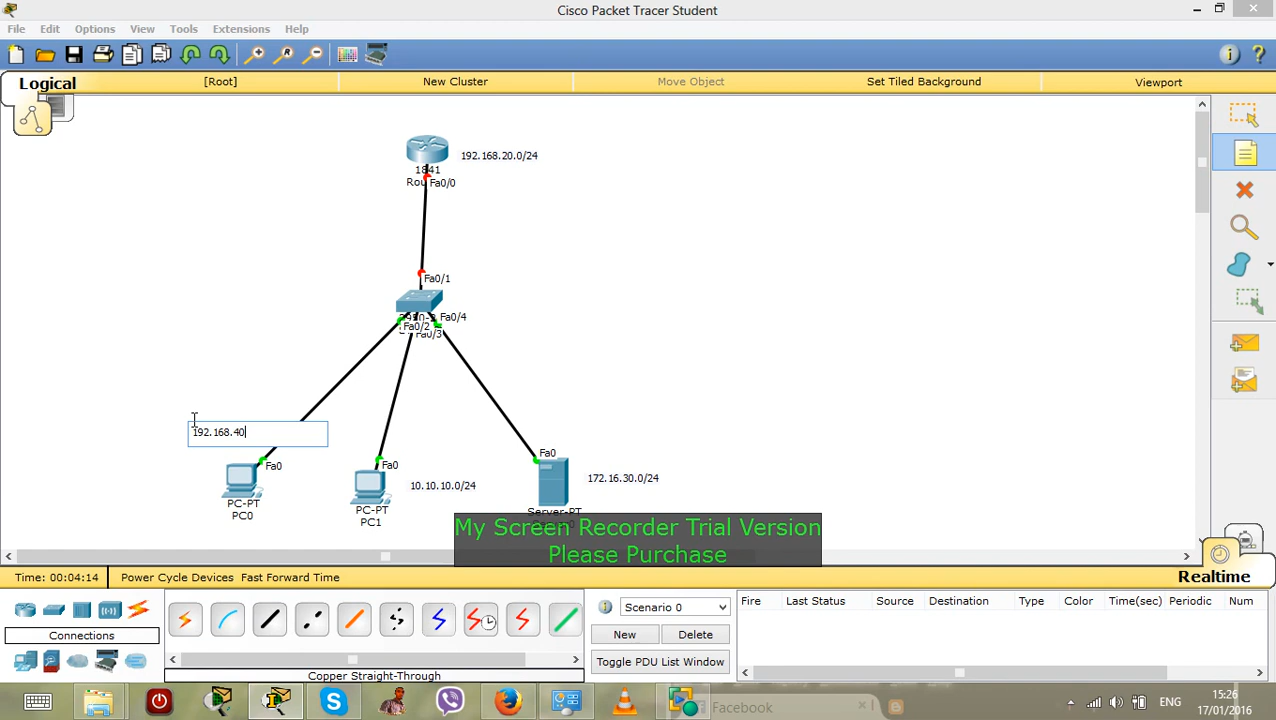 Cisco Packet Tracer Student
File Edit Options View Tools Extensions Help
Logical
[Root]
New Cluster
Move Object
Set Tiled Background
Viewport
1841
Fa0/0
192.168.20.0/24
Fa0/1
Fa0/4
Fa0/2
Fa0/3
192.168.40
Fa0
PC-PT
PC0
Fa0
10.10.10.0/24
PC-PT
PC1
Fa0
172.16.30.0/24
Server-PT
My Screen Recorder Trial Version
Please Purchase
Time: 00:04:14
Power Cycle Devices Fast Forward Time
Realtime
Connections
Copper Straight-Through
Scenario 0
New
Delete
Toggle PDU List Window
Fire Last Status Source Destination Type Color Time(sec) Periodic Num
Facebook
ENG
15:26
17/01/2016